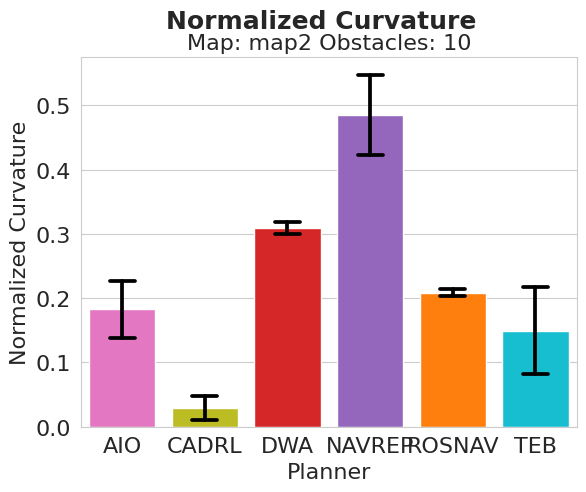 Normalized Curvature
Map: map2 Obstacles: 10
Normalized Curvature
0.5
0.4
0.3
0.2
0.1
0.0
AIO CADRL DWA NAVREP ROSNAV TEB
Planner